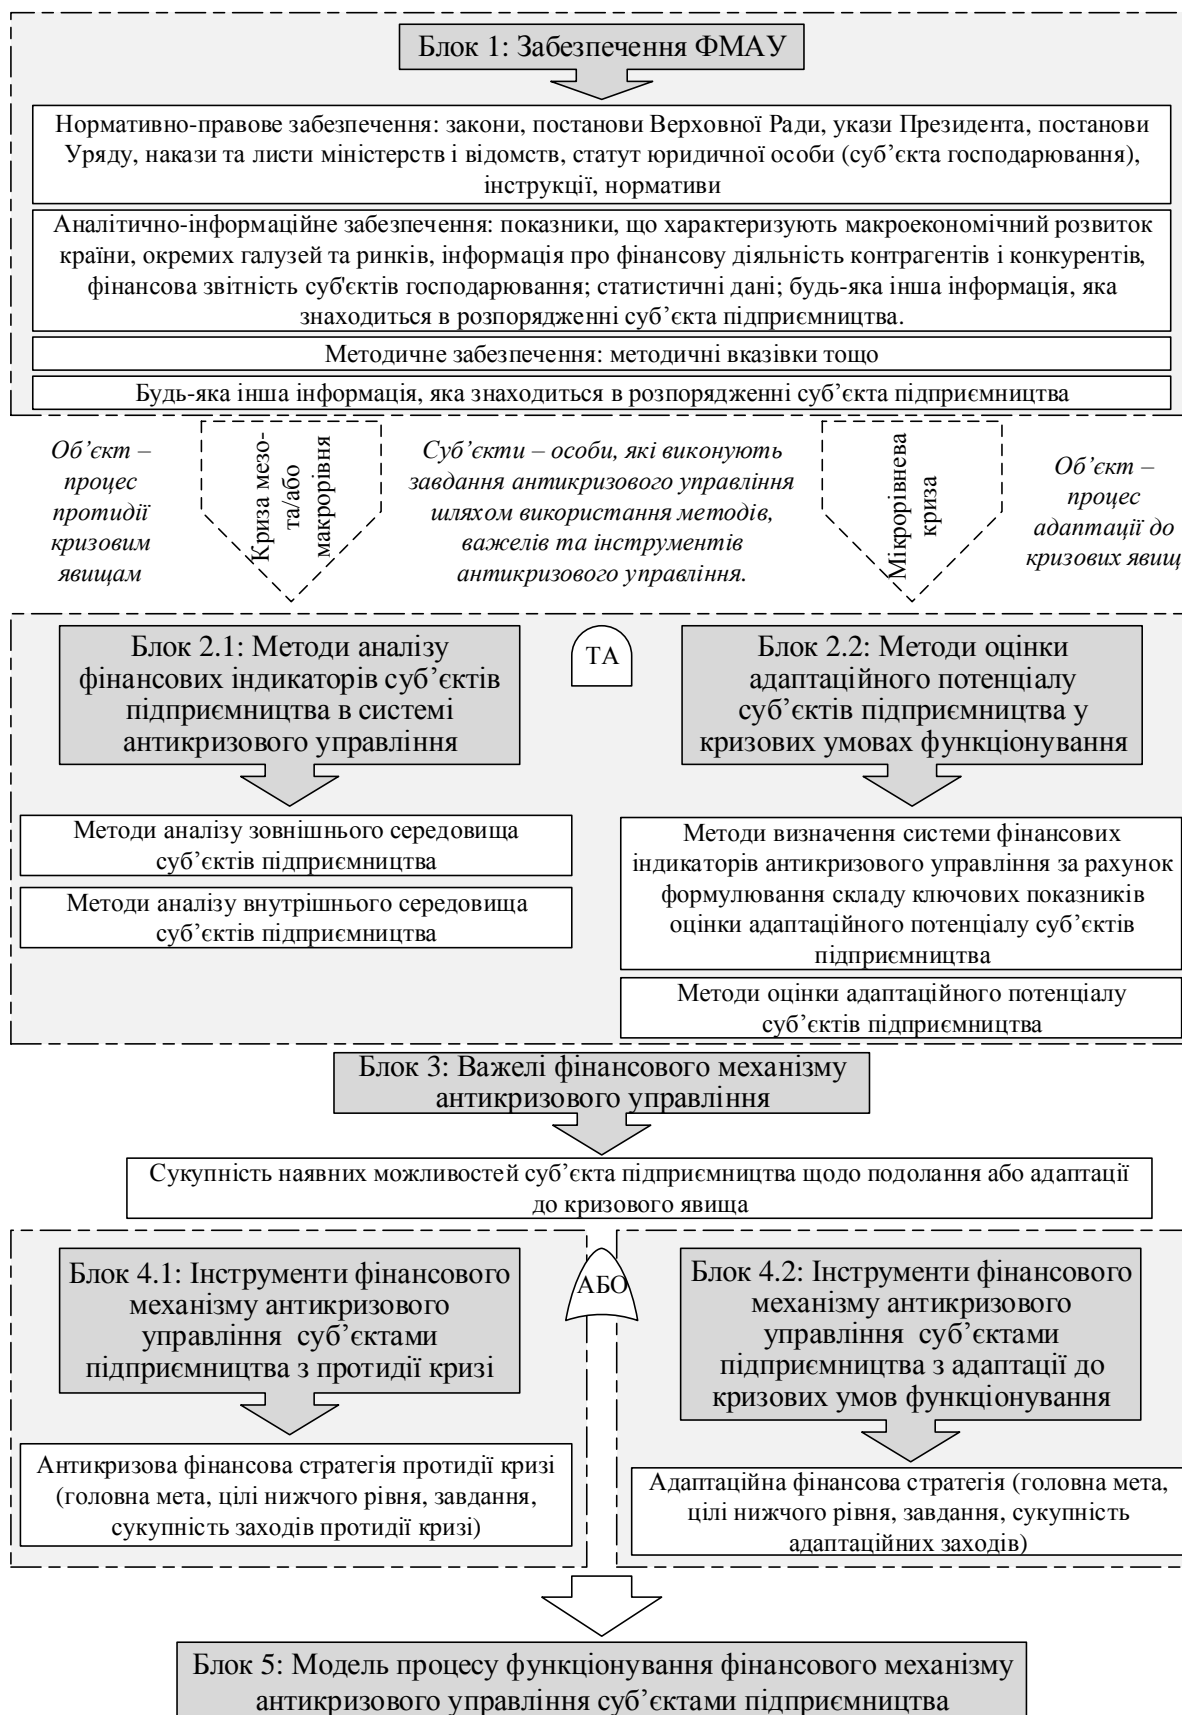 Блок 1: Забезпечення ФМАУ
Нормативно-правове забезпечення: закони, постанови Верховної Ради, укази Президента, постанови
Уряду, накази та листи міністерств і відомств, статут юридичної особи (суб’єкта господарювання),
інструкції, нормативи
Аналітично-інформаційне забезпечення: показники, що характеризують макроекономічний розвиток
країни, окремих галузей та ринків, інформація про фінансову діяльність контрагентів і конкурентів,
фінансова звітність суб'єктів господарювання; статистичні дані; будь-яка інша інформація, яка
знаходиться в розпорядженні суб’єкта підприємництва.
Методичне забезпечення: методичні вказівки тощо
Будь-яка інша інформація, яка знаходиться в розпорядженні суб’єкта підприємництва
Об’єкт –
процес
протидії
кризовим
явищам
Криза мезо-
та/або
макрорівня
Суб’єкти – особи, які виконують
завдання антикризового управління
шляхом використання методів,
важелів та інструментів
антикризового управління.
Мікрорівнева
криза
Об’єкт –
процес
адаптації до
кризових явищ
Блок 2.1: Методи аналізу
фінансових індикаторів суб’єктів
підприємництва в системі
антикризового управління
ТА
Блок 2.2: Методи оцінки
адаптаційного потенціалу
суб’єктів підприємництва у
кризових умовах функціонування
Методи аналізу зовнішнього середовища
суб’єктів підприємництва
Методи аналізу внутрішнього середовища
суб’єктів підприємництва
Методи визначення системи фінансових
індикаторів антикризового управління за рахунок
формулювання складу ключових показників
оцінки адаптаційного потенціалу суб’єктів
підприємництва
Методи оцінки адаптаційного потенціалу
суб’єктів підприємництва
Блок 3: Важелі фінансового механізму
антикризового управління
Сукупність наявних можливостей суб’єкта підприємництва щодо подолання або адаптації
до кризового явища
Блок 4.1: Інструменти фінансового
механізму антикризового
управління суб’єктами
підприємництва з протидії кризі
АБО
Блок 4.2: Інструменти фінансового
механізму антикризового
управління суб’єктами
підприємництва з адаптації до
кризових умов функціонування
Антикризова фінансова стратегія протидії кризі
(головна мета, цілі нижчого рівня, завдання,
сукупність заходів протидії кризі)
Адаптаційна фінансова стратегія (головна мета,
цілі нижчого рівня, завдання, сукупність
адаптаційних заходів)
Блок 5: Модель процесу функціонування фінансового механізму
антикризового управління суб’єктами підприємництва